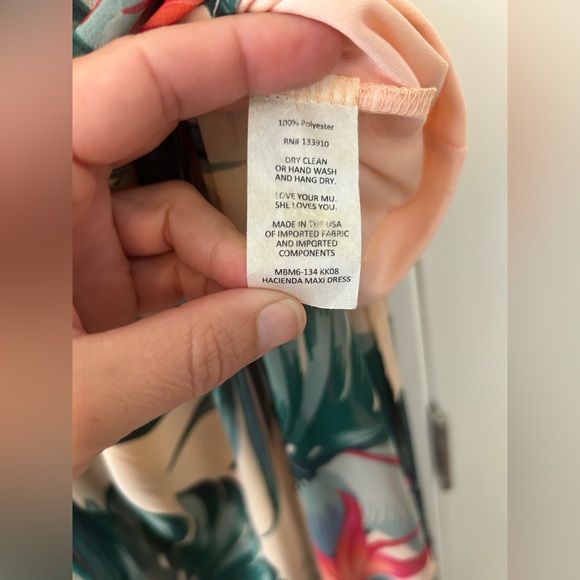 100% Polyester
RN# 133910
DRY CLEAN
OR HAND WASH
AND HANG DRY.
LOVE YOUR MU.
SHE LOVES YOU.
MADE IN THE USA
OF IMPORTED FABRIC
AND IMPORTED
COMPONENTS
MBM6-134 KK08
HACIENDA MAXI DRESS